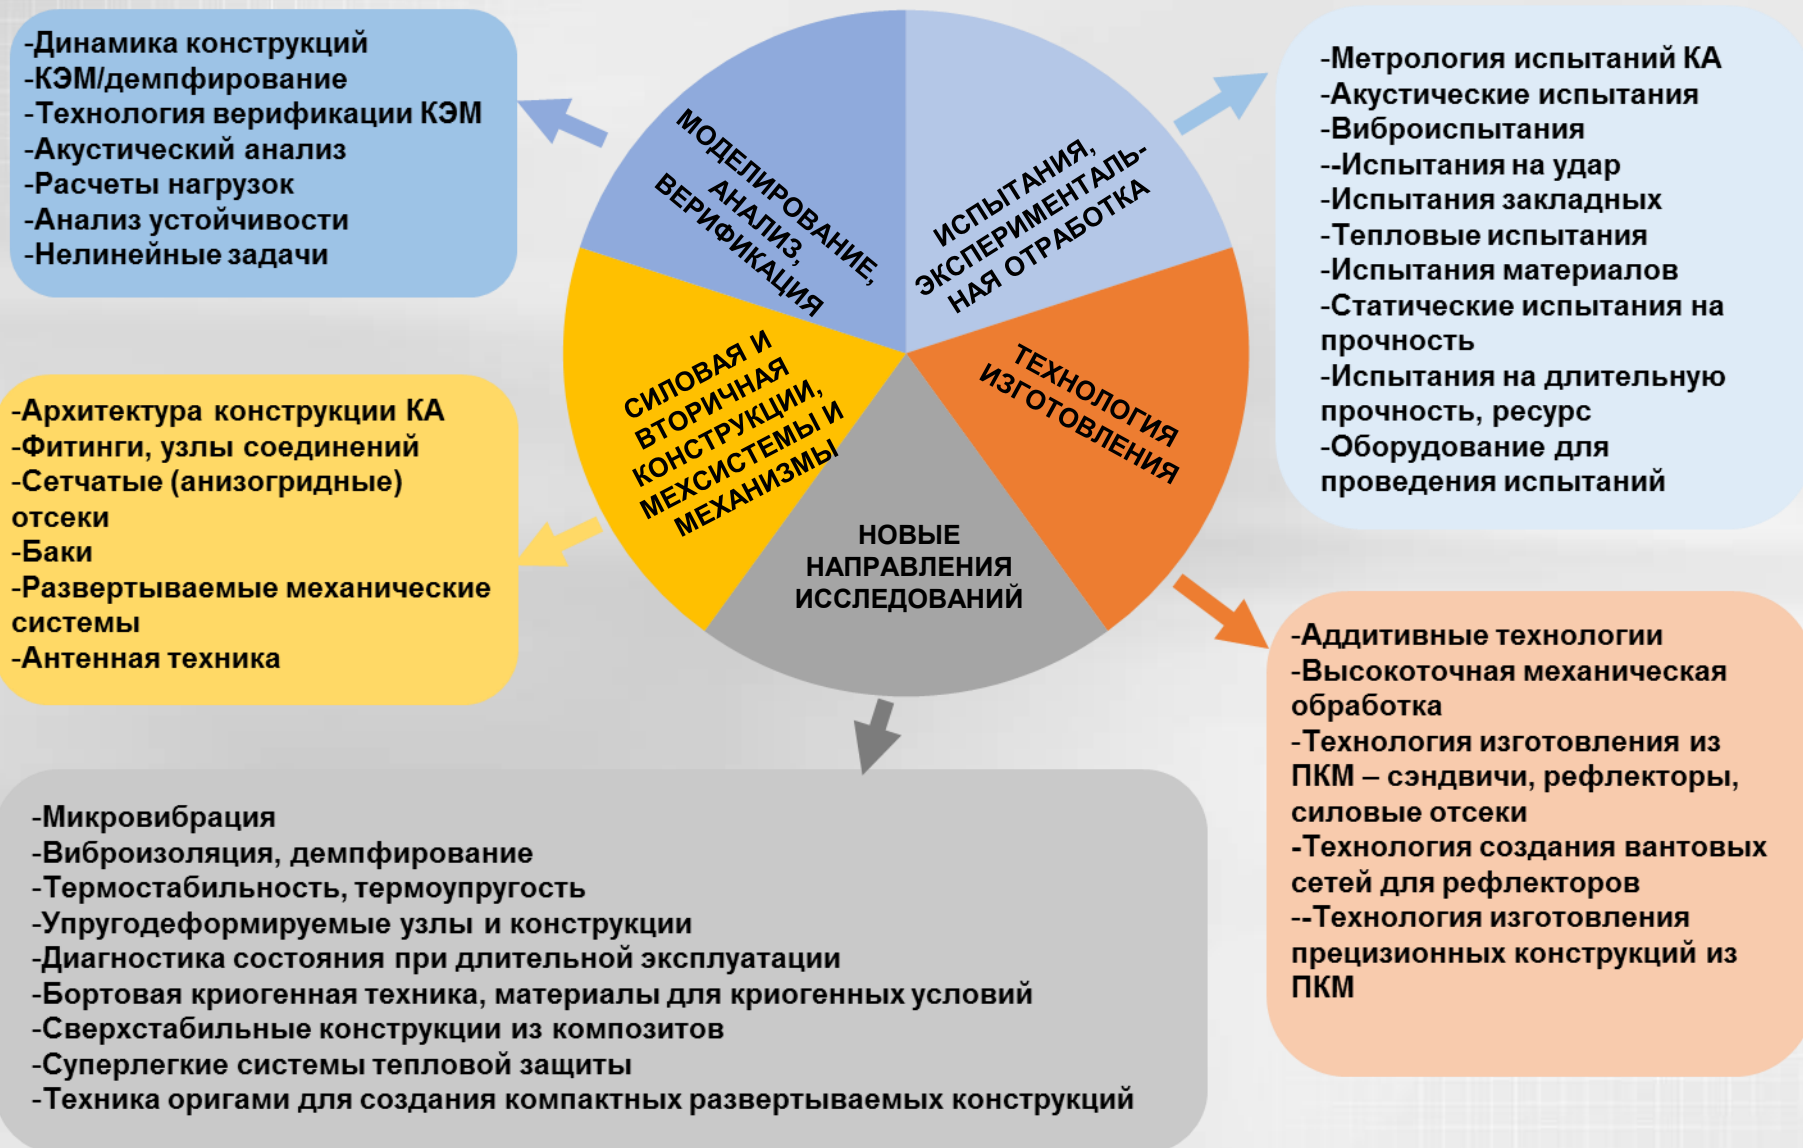 -Динамика конструкций
-КЭМ/демпфирование
-Технология верификации КЭМ
-Акустический анализ
-Расчеты нагрузок
-Анализ устойчивости
-Нелинейные задачи
МОДЕЛИРОВАНИЕ,
АНАЛИЗ,
ВЕРИФИКАЦИЯ
ИСПЫТАНИЯ,
ЭКСПЕРИМЕНТАЛЬ-
НАЯ ОТРАБОТКА
-Метрология испытаний КА
-Акустические испытания
-Виброиспытания
--Испытания на удар
-Испытания закладных
-Тепловые испытания
-Испытания материалов
-Статические испытания на
прочность
-Испытания на длительную
прочность, ресурс
-Оборудование для
проведения испытаний
-Архитектура конструкции КА
-Фитинги, узлы соединений
-Сетчатые (анизогридные)
отсеки
-Баки
-Развертываемые механические
системы
-Антенная техника
СИЛОВАЯ И
ВТОРИЧНАЯ
КОНСТРУКЦИИ,
МЕХСИСТЕМЫ И
МЕХАНИЗМЫ
ТЕХНОЛОГИЯ
ИЗГОТОВЛЕНИЯ
НОВЫЕ
НАПРАВЛЕНИЯ
ИССЛЕДОВАНИЙ
-Аддитивные технологии
-Высокоточная механическая
обработка
-Технология изготовления из
ПКМ – сэндвичи, рефлекторы,
силовые отсеки
-Технология создания вантовых
сетей для рефлекторов
--Технология изготовления
прецизионных конструкций из
ПКМ
-Микровибрация
-Виброизоляция, демпфирование
-Термостабильность, термоупругость
-Упругодеформируемые узлы и конструкции
-Диагностика состояния при длительной эксплуатации
-Бортовая криогенная техника, материалы для криогенных условий
-Сверхстабильные конструкции из композитов
-Суперлегкие системы тепловой защиты
-Техника оригами для создания компактных развертываемых конструкций